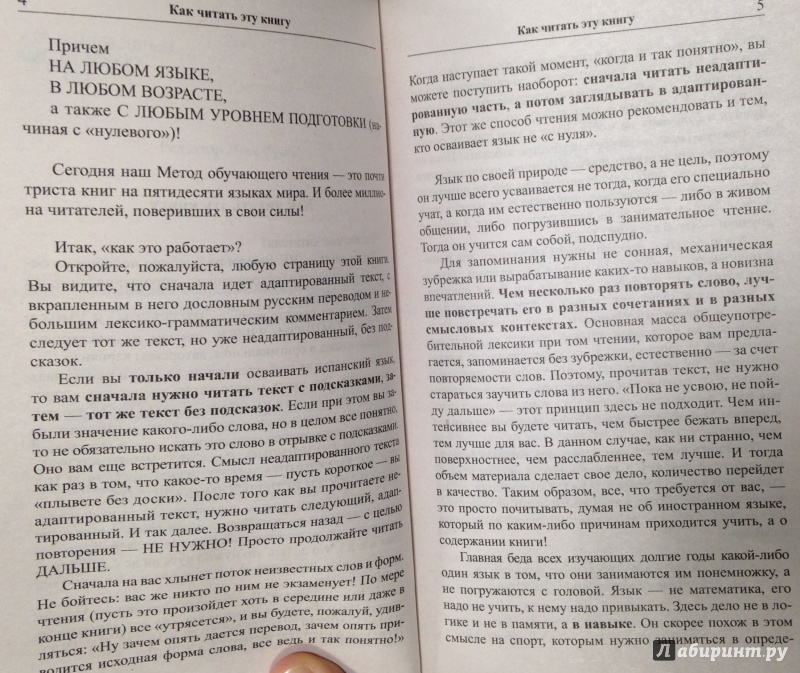 4
Как читать эту книгу
Причем
НА ЛЮБОМ ЯЗЫКЕ,
В ЛЮБОМ ВОЗРАСТЕ,
а также С ЛЮБЫМ УРОВНЕМ ПОДГОТОВКИ (на-
чиная с «нулевого»)!
Сегодня наш Метод обучающего чтения — это почти
триста книг на пятидесяти языках мира. И более миллио-
на читателей, поверивших в свои силы!
Итак, «как это работает»?
Откройте, пожалуйста, любую страницу этой книги.
Вы видите, что сначала идет адаптированный текст, с
вкрапленным в него дословным русским переводом и не-
большим лексико-грамматическим комментарием. Затем
следует тот же текст, но уже неадаптированный, без под-
сказок.
Если вы только начали осваивать испанский язык,
то вам сначала нужно читать текст с подсказками, за-
тем — тот же текст без подсказок. Если при этом вы за-
были значение какого-либо слова, но в целом все понятно,
то не обязательно искать это слово в отрывке с подсказками.
Оно вам еще встретится. Смысл неадаптированного текста
как раз в том, что какое-то время — пусть короткое — вы
«плывете без доски». После того как вы прочитаете не-
адаптированный текст, нужно читать следующий, адап-
тированный. И так далее. Возвращаться назад — с целью
повторения — НЕ НУЖНО! Просто продолжайте читать
ДАЛЬШЕ.
Сначала на вас хлынет поток неизвестных слов и форм.
Не бойтесь: вас же никто по ним не экзаменует! По мере
чтения (пусть это произойдет хоть в середине или даже в
конце книги) все «утрясется», и вы будете, пожалуй, удив-
ляться: «Ну зачем опять дается перевод, зачем опять при-
водится исходная форма слова, все ведь и так понятно!»
5
Как читать эту книгу
Когда наступает такой момент, «когда и так понятно», вы
можете поступить наоборот: сначала читать неадапти-
рованную часть, а потом заглядывать в адаптирован-
ную. Этот же способ чтения можно рекомендовать и тем,
кто осваивает язык не «с нуля».
Язык по своей природе — средство, а не цель, поэтому
он лучше всего усваивается не тогда, когда его специально
учат, а когда им естественно пользуются — либо в живом
общении, либо погрузившись в занимательное чтение.
Тогда он учится сам собой, подспудно.
Для запоминания нужны не сонная, механическая
зубрежка или вырабатывание каких-то навыков, а новизна
впечатлений. Чем несколько раз повторять слово, луч-
ше повстречать его в разных сочетаниях и в разных
смысловых контекстах. Основная масса общеупотре-
бительной лексики при том чтении, которое вам предла-
гается, запоминается без зубрежки, естественно — за счет
повторяемости слов. Поэтому, прочитав текст, не нужно
стараться заучить слова из него. «Пока не усвою, не пой-
ду дальше» — этот принцип здесь не подходит. Чем ин-
тенсивнее вы будете читать, чем быстрее бежать вперед,
тем лучше для вас. В данном случае, как ни странно, чем
поверхностнее, чем расслабленнее, тем лучше. И тогда
объем материала сделает свое дело, количество перейдет
в качество. Таким образом, все, что требуется от вас, —
это просто почитывать, думая не об иностранном языке,
который по каким-либо причинам приходится учить, а о
содержании книги!
Главная беда всех изучающих долгие годы какой-либо
один язык в том, что они занимаются им понемножку, а
не погружаются с головой. Язык — не математика, его
надо не учить, к нему надо привыкать. Здесь дело не в ло-
гике и не в памяти, а в навыке. Он скорее похож в этом
смысле на спорт, которым нужно заниматься в опреде-
Лабиринт.ру